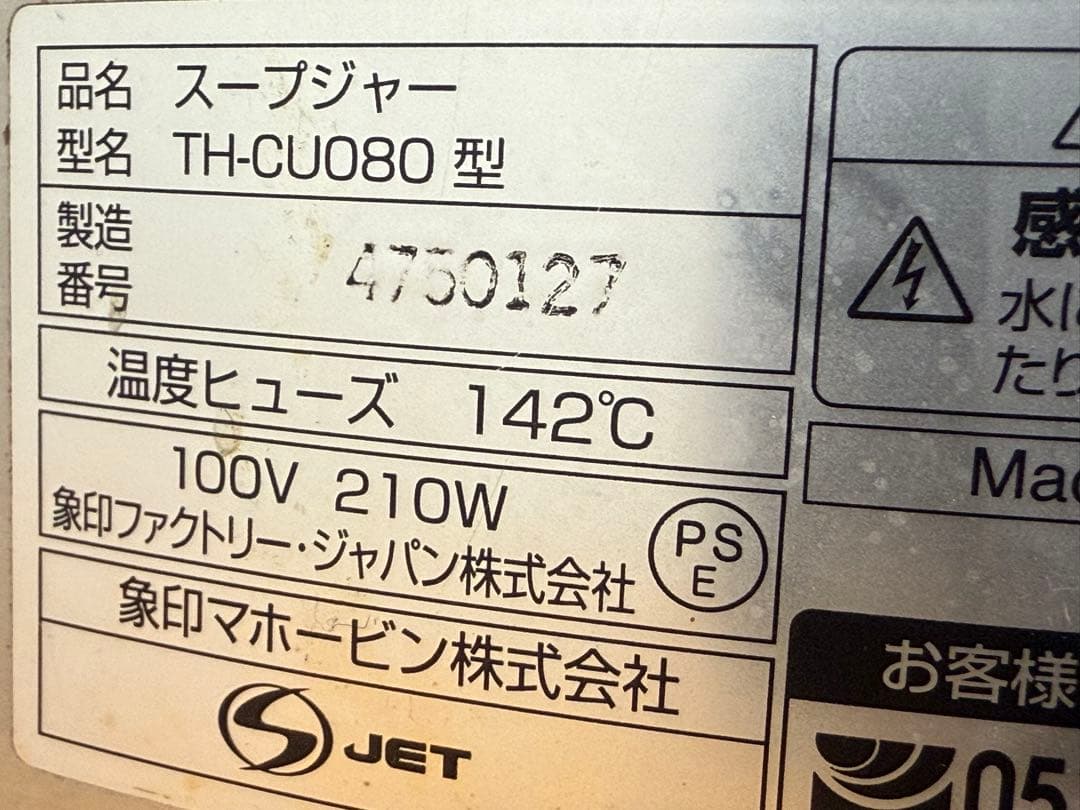 品名 スープジャー
型名 TH-CU080 型
製造
番号 4750127
温度ヒューズ 142℃
100V 210W
象印ファクトリー・ジャパン株式会社
PS
E
象印マホービン株式会社
JET
感
水に
たり
Mad
お客様
05